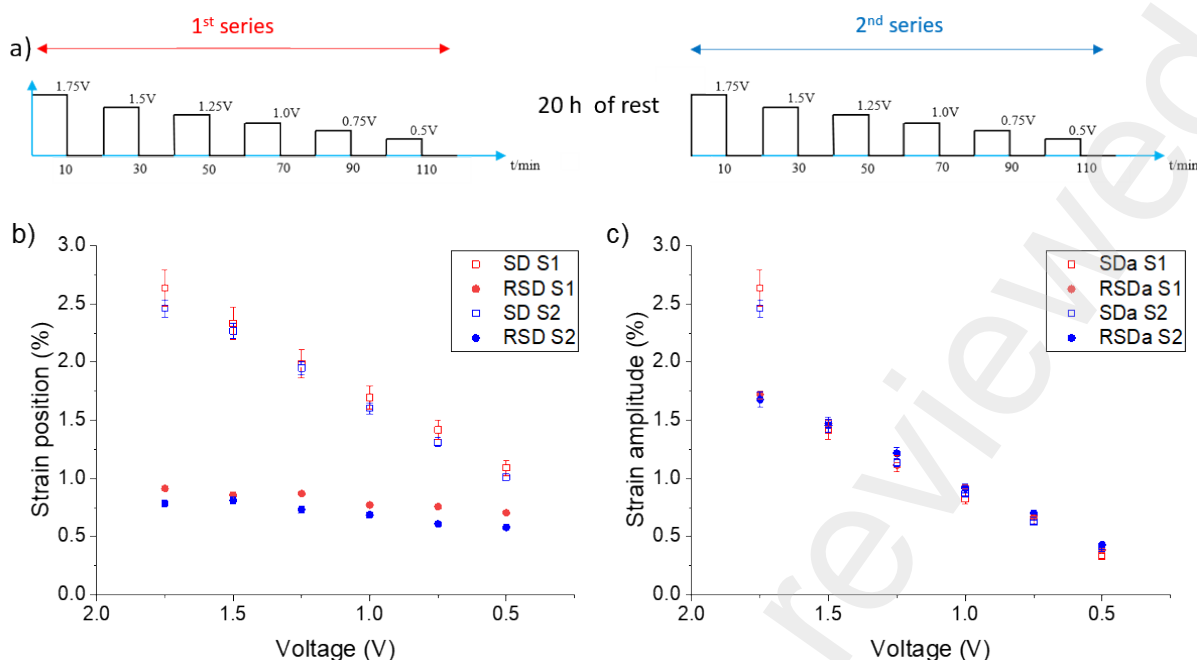 1st series
2nd series
a)
1.75V
1.5V
1.25V
1.0V
0.75V
0.5V
t/min
10
30
50
70
90
110
20 h of rest
1.75V
1.5V
1.25V
1.0V
0.75V
0.5V
t/min
10
30
50
70
90
110
b)
Strain position (%)
3.0
2.5
2.0
1.5
1.0
0.5
0.0
SD S1
RSD S1
SD S2
RSD S2
2.0
1.5
1.0
0.5
Voltage (V)
c)
Strain amplitude (%)
3.0
2.5
2.0
1.5
1.0
0.5
0.0
SDa S1
RSDa S1
SDa S2
RSDa S2
2.0
1.5
1.0
0.5
Voltage (V)
reviewed